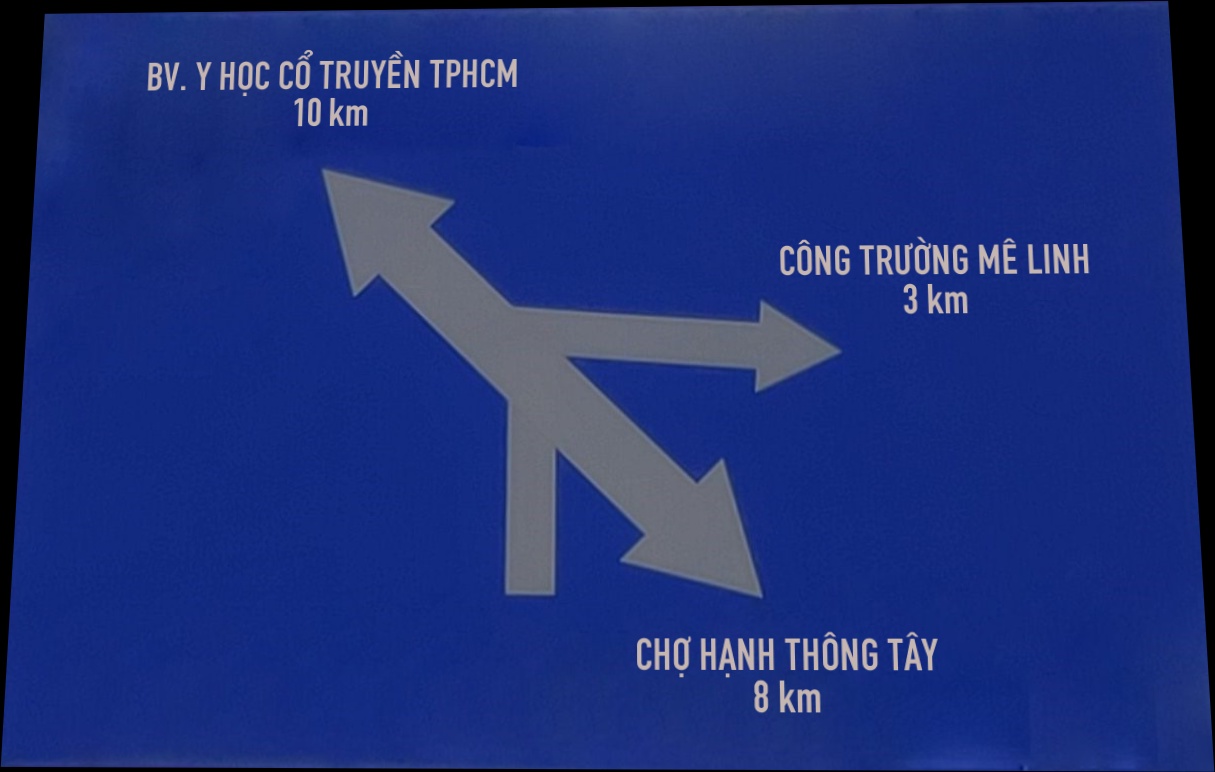 BV. Y HỌC CỔ TRUYỀN TPHCM
10 km
CÔNG TRƯỜNG MÊ LINH
3 km
CHỢ HẠNH THÔNG TÂY
8 km